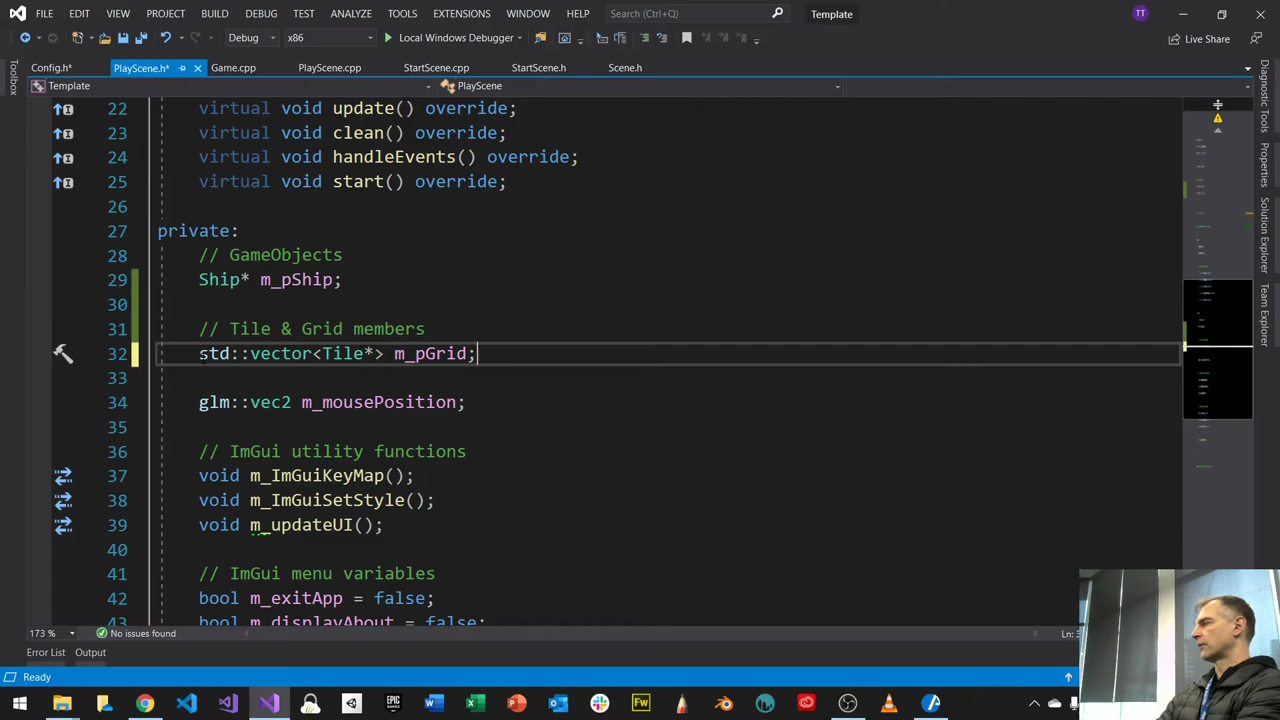 FILE EDIT VIEW PROJECT BUILD DEBUG TEST ANALYZE TOOLS EXTENSIONS WINDOW HELP Search (Ctrl+Q) Template TT
Debug x86 Local Windows Debugger Live Share
Config.h* PlayScene.h* Game.cpp PlayScene.cpp StartScene.cpp StartScene.h Scene.h
Template PlayScene
22 virtual void update() override;
23 virtual void clean() override;
24 virtual void handleEvents() override;
25 virtual void start() override;
26
27 private:
28 // GameObjects
29 Ship* m_pShip;
30
31 // Tile & Grid members
32 std::vector<Tile*> m_pGrid;
33
34 glm::vec2 m_mousePosition;
35
36 // ImGui utility functions
37 void m_ImGuiKeyMap();
38 void m_ImGuiSetStyle();
39 void m_updateUI();
40
41 // ImGui menu variables
42 bool m_exitApp = false;
43 bool m_displayAbout = false;
173 % No issues found Ln:
Error List Output
Ready
Toolbox
Diagnostic Tools
Properties
Solution Explorer
Team Explorer
Fw